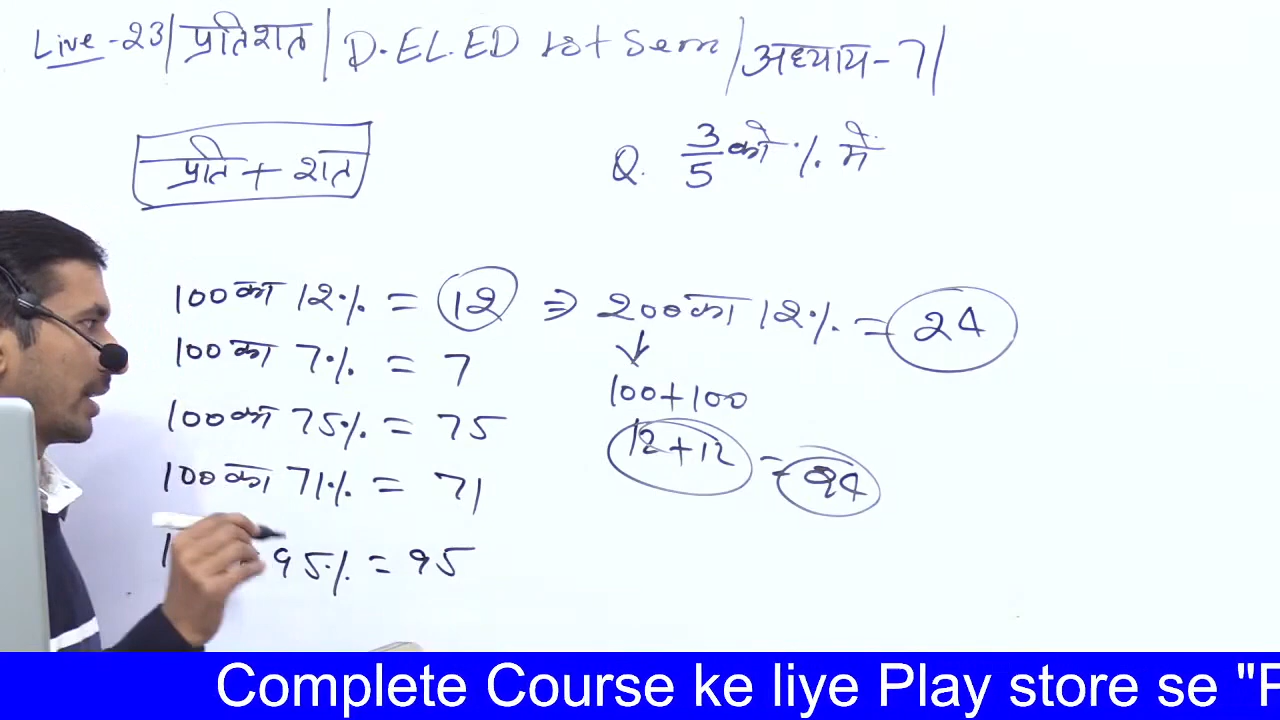 Live-23| प्रतिशत | D.EL.ED 1st Sem | अध्याय-7|
प्रति + शत
Q. 3/5 को % में
100 का 12% = 12 ⇒ 200 का 12% = 24
↓
100 का 7% = 7
100+100
100 का 75% = 75
12+12 = 24
100 का 71% = 71
95% = 95
Complete Course ke liye Play store se "